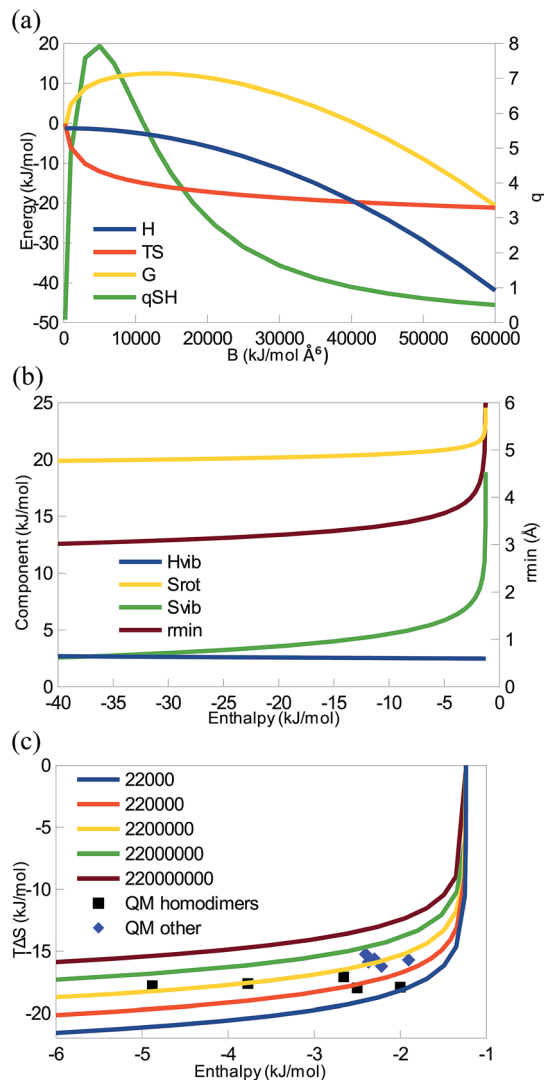 (a)
20
10
0
-10
-20
-30
-40
-50
Energy (kJ/mol)
8
7
6
5
4
3
2
1
0
q
H
TS
G
qSH
0 10000 20000 30000 40000 50000 60000
B (kJ/mol Å⁶)
(b)
25
20
15
10
5
0
Component (kJ/mol)
6
5
4
3
2
1
0
rmin (Å)
Hvib
Srot
Svib
rmin
-40 -35 -30 -25 -20 -15 -10 -5 0
Enthalpy (kJ/mol)
(c)
0
-5
-10
-15
-20
TΔS (kJ/mol)
22000
220000
2200000
22000000
220000000
QM homodimers
QM other
-6 -5 -4 -3 -2 -1
Enthalpy (kJ/mol)